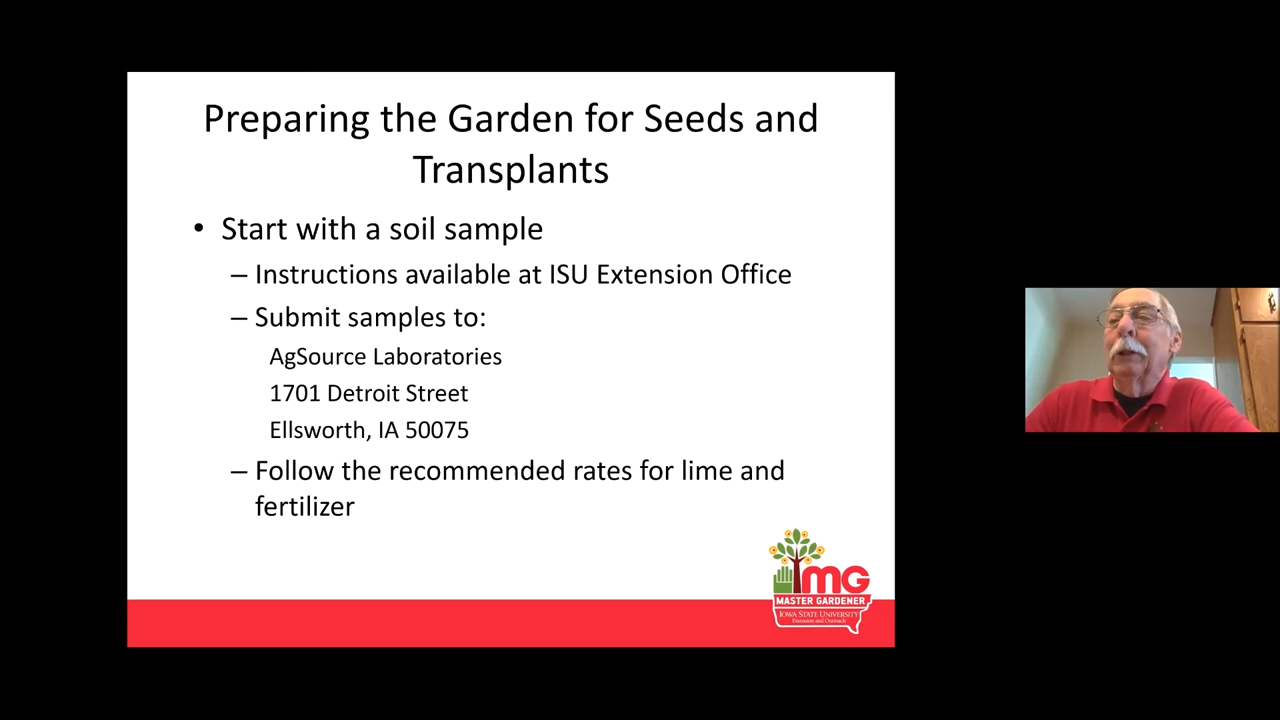 Preparing the Garden for Seeds and
Transplants
• Start with a soil sample
– Instructions available at ISU Extension Office
– Submit samples to:
AgSource Laboratories
1701 Detroit Street
Ellsworth, IA 50075
– Follow the recommended rates for lime and
fertilizer
MG
MASTER GARDENER
IOWA STATE UNIVERSITY
Extension and Outreach